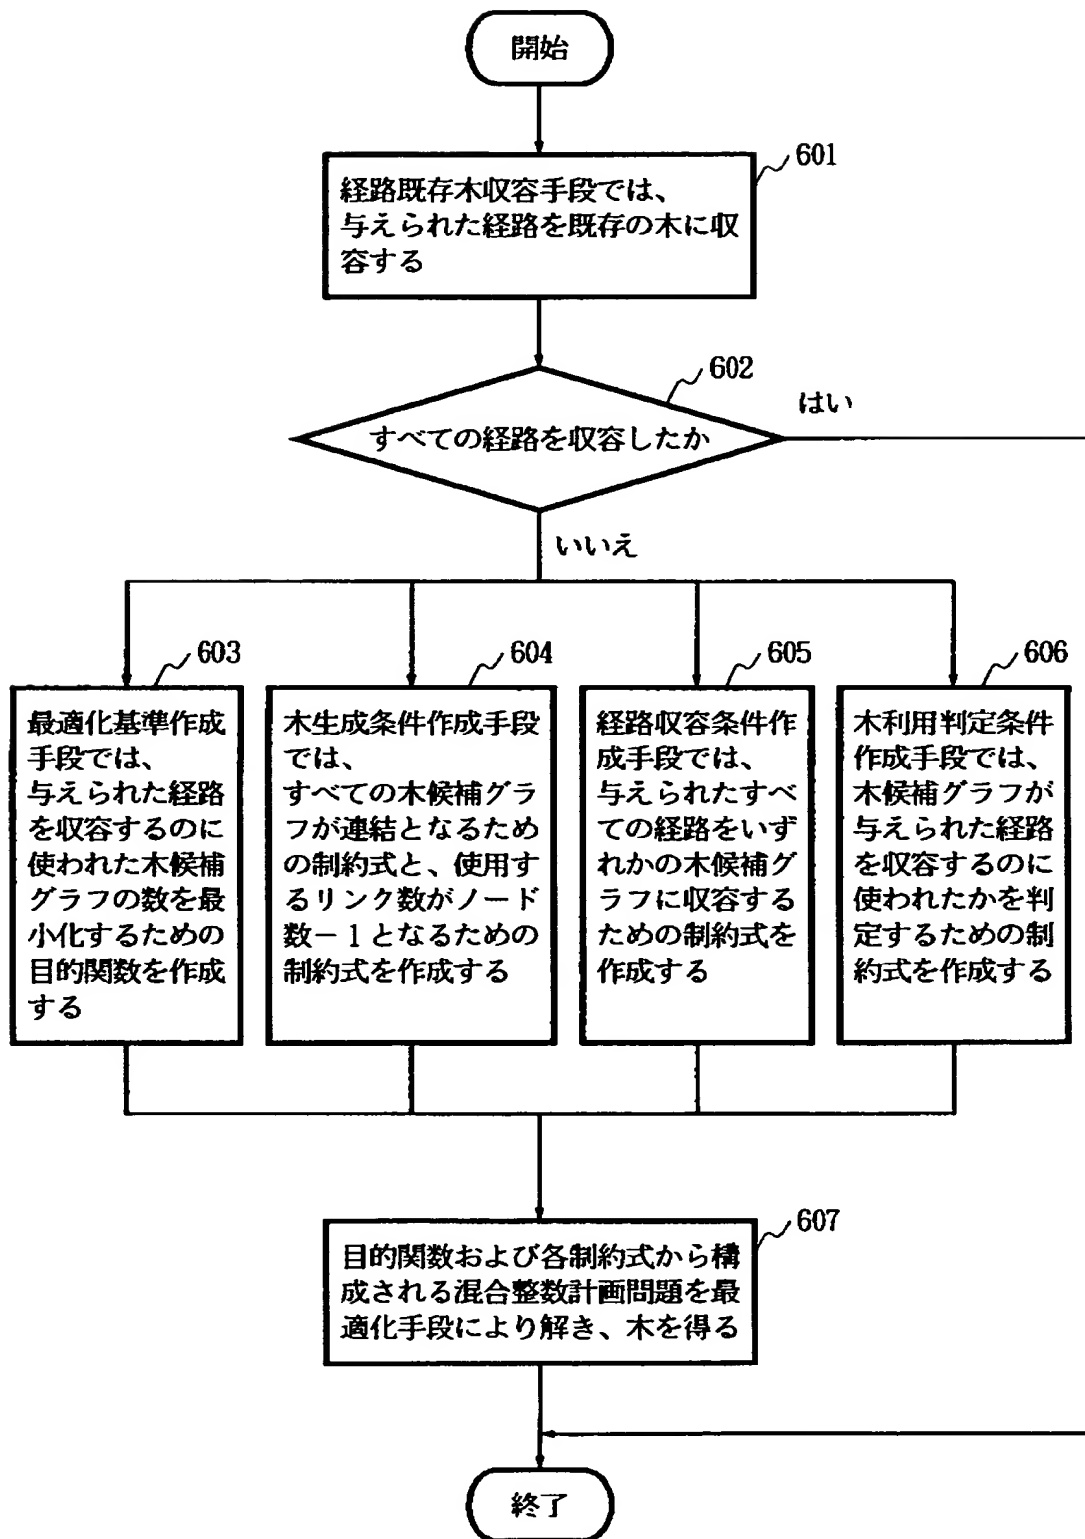 開始
601
経路既存木収容手段では、
与えられた経路を既存の木に収
容する
602
はい
すべての経路を収容したか
いいえ
603
最適化基準作成
手段では、
与えられた経路
を収容するのに
使われた木候補
グラフの数を最
小化するための
目的関数を作成
する
604
木生成条件作成手段
では、
すべての木候補グラ
フが連結となるため
の制約式と、使用す
るリンク数がノード
数－１となるための
制約式を作成する
605
経路収容条件作
成手段では、
与えられたすべ
ての経路をいず
れかの木候補グ
ラフに収容する
ための制約式を
作成する
606
木利用判定条件
作成手段では、
木候補グラフが
与えられた経路
を収容するのに
使われたかを判
定するための制
約式を作成する
607
目的関数および各制約式から構
成される混合整数計画問題を最
適化手段により解き、木を得る
終了